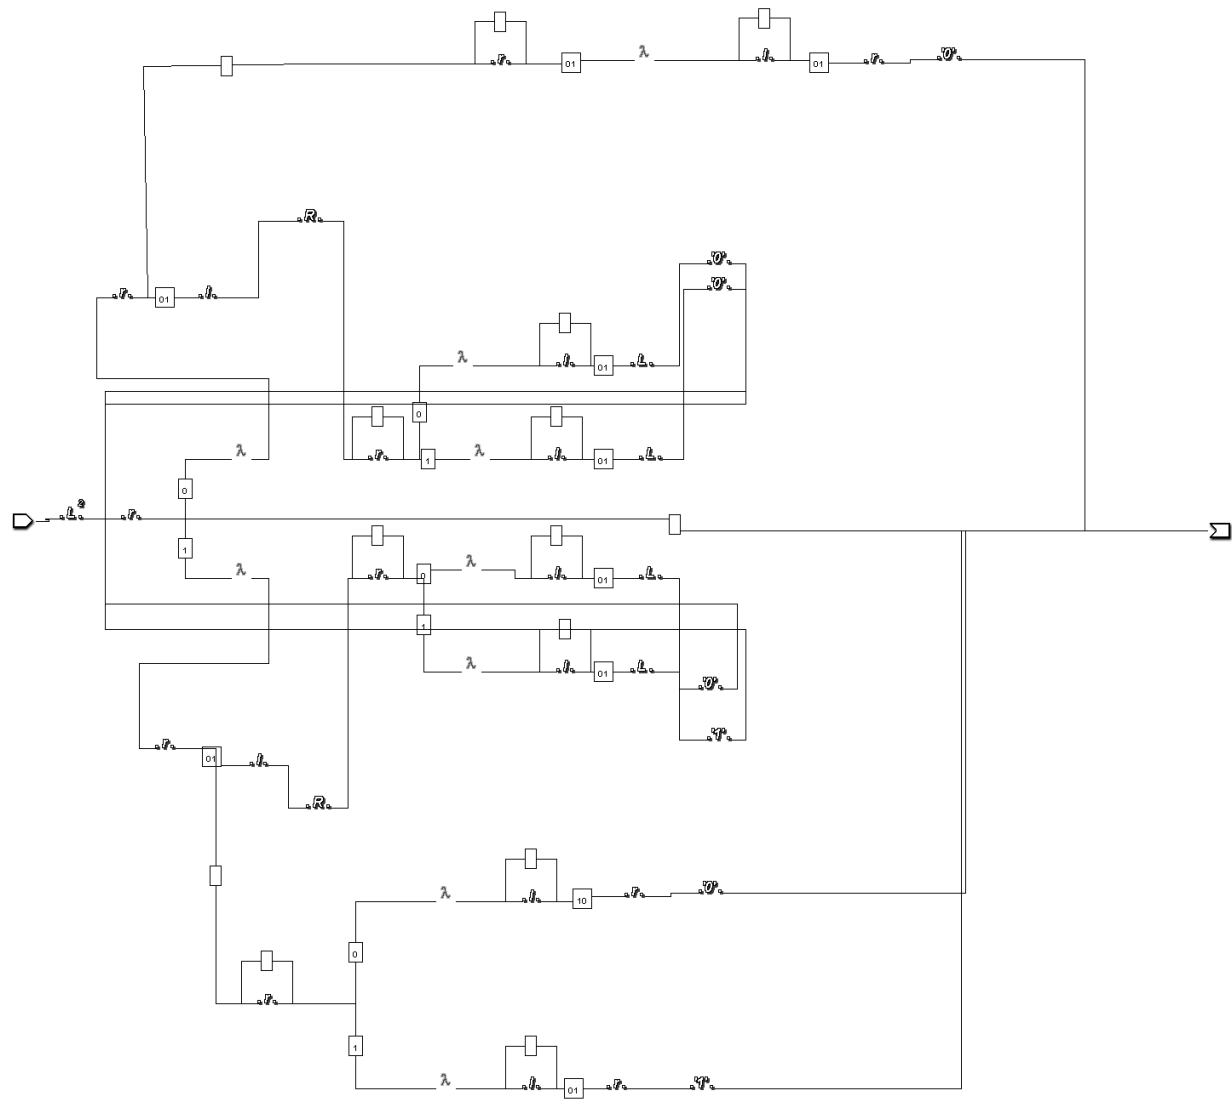 .r. 01 λ .l. 01 .r. .'0'.
.R.
.r. 01 .l.
.'0'.
.'0'.
λ .l. 01 .L.
0
λ .r. 1 λ .l. 01 .L.
0
.L.² .r.
1
λ .r. 0 λ .l. 01 .L.
1
λ .l. 01 .L.
.'0'.
.'1'.
.r. 01 .l.
.R.
λ .l. 10 .r. .'0'.
0
.r.
1
λ .l. 01 .r. .'1'.